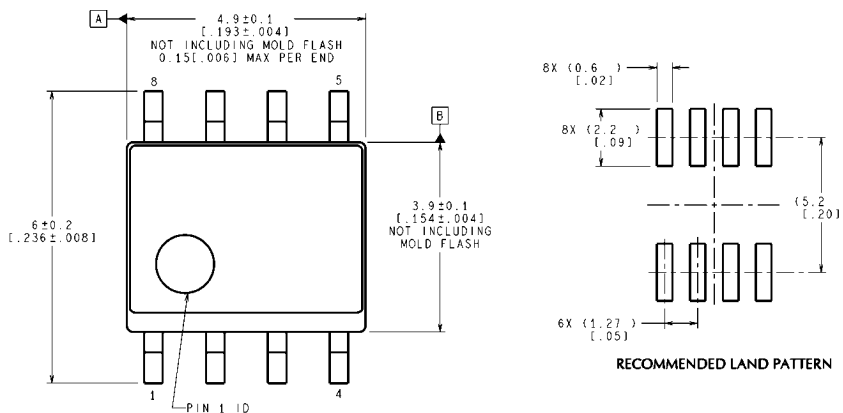 A
4.9±0.1
[.193±.004]
NOT INCLUDING MOLD FLASH
0.15[.006] MAX PER END
8
5
B
6±0.2
[.236±.008]
3.9±0.1
[.154±.004]
NOT INCLUDING
MOLD FLASH
1
4
PIN 1 ID
8X (0.6 )
[.02]
8X (2.2 )
[.09]
(5.2
[.20]
6X (1.27 )
[.05]
RECOMMENDED LAND PATTERN